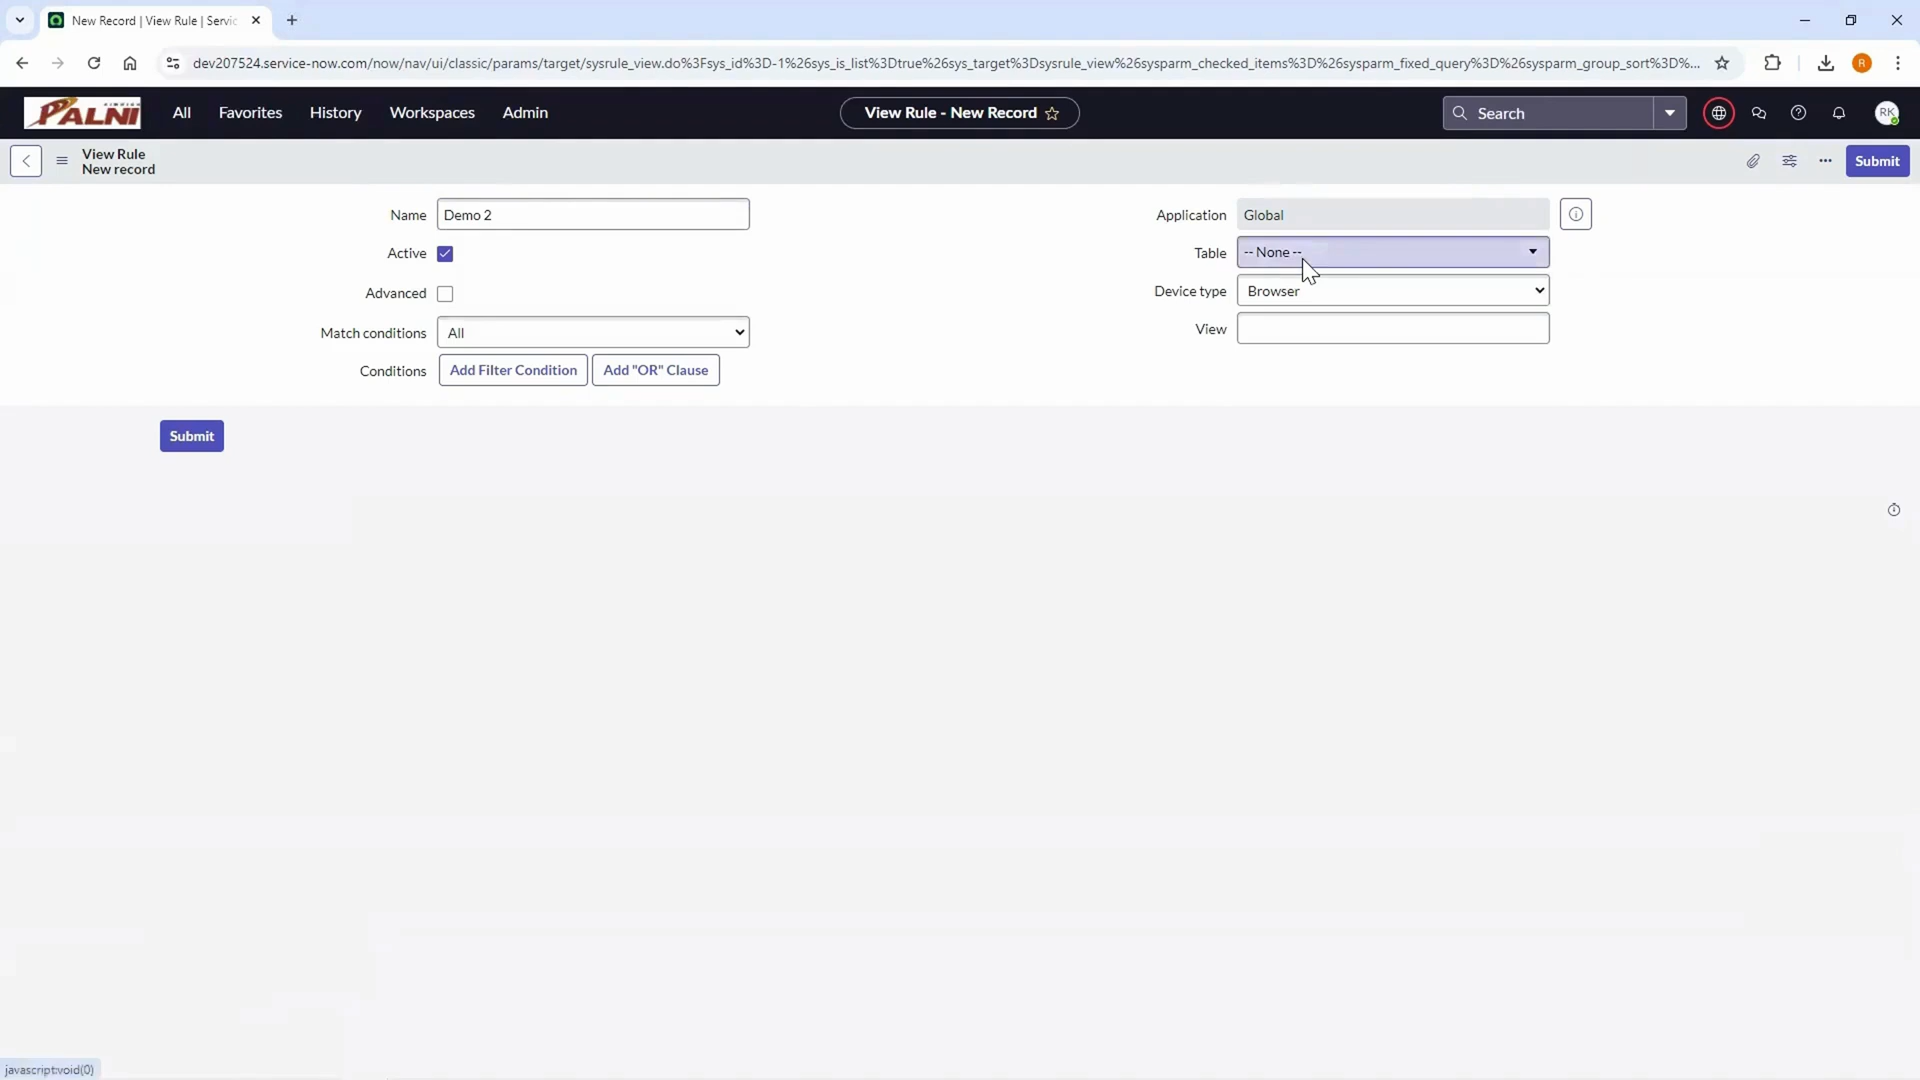 New Record | View Rule | Servic
dev207524.service-now.com/now/nav/ui/classic/params/target/sysrule_view.do%3Fsys_id%3D-1%26sys_is_list%3Dtrue%26sys_target%3Dsysrule_view%26sysparm_checked_items%3D%26sysparm_fixed_query%3D%26sysparm_group_sort%3D%...
R
PALNI All Favorites History Workspaces Admin View Rule - New Record Search RK
View Rule
New record
Submit
Name Demo 2 Application Global
Active Table -- None --
Advanced Device type Browser
Match conditions All View
Conditions Add Filter Condition Add "OR" Clause
Submit
javascript:void(0)